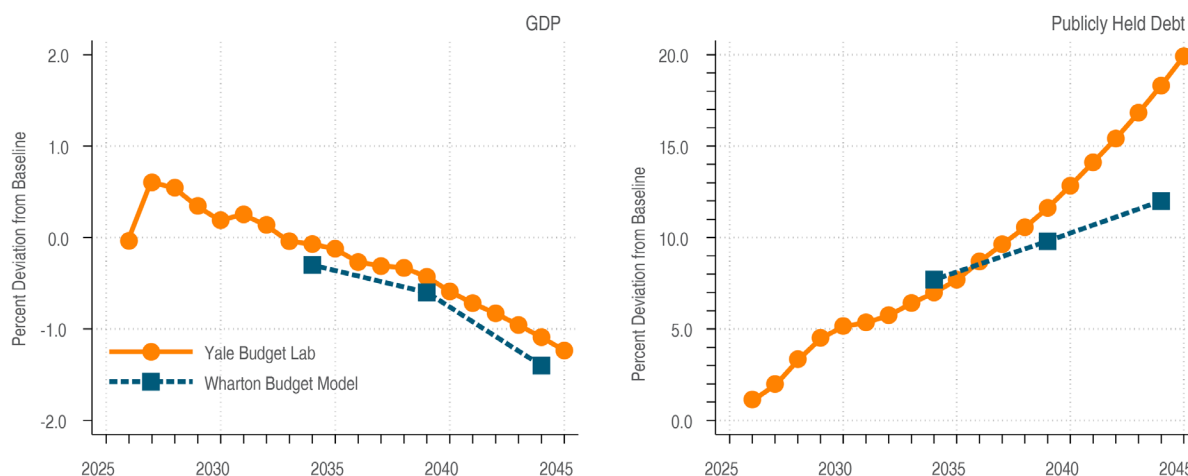 GDP
Percent Deviation from Baseline
2.0
1.0
0.0
-1.0
-2.0
Yale Budget Lab
Wharton Budget Model
2025 2030 2035 2040 2045
Publicly Held Debt
Percent Deviation from Baseline
20.0
15.0
10.0
5.0
0.0
2025 2030 2035 2040 2045